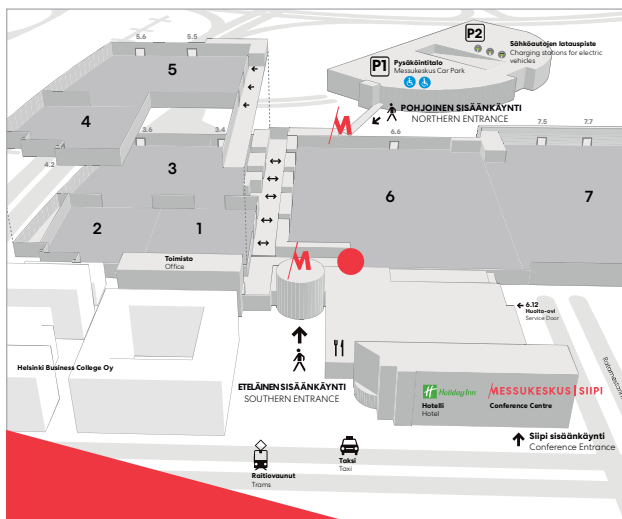 P2
Sähköautojen latauspiste
Charging stations for electric
vehicles
P1
Pysäköintitalo
Messukeskus Car Park
5.6
5.5
5
4
POHJOINEN SISÄÄNKÄYNTI
NORTHERN ENTRANCE
3.6
3.4
6.6
7.5
7.7
4.2
3
6
7
2
1
Toimisto
Office
6.12
Huolto-ovi
Service Door
Helsinki Business College Oy
ETELÄINEN SISÄÄNKÄYNTI
SOUTHERN ENTRANCE
H Holiday Inn
Hotelli
Hotel
MESSUKESKUS SIIPI
Conference Centre
Siipi sisäänkäynti
Conference Entrance
Raitiovaunut
Trams
Taksi
Taxi